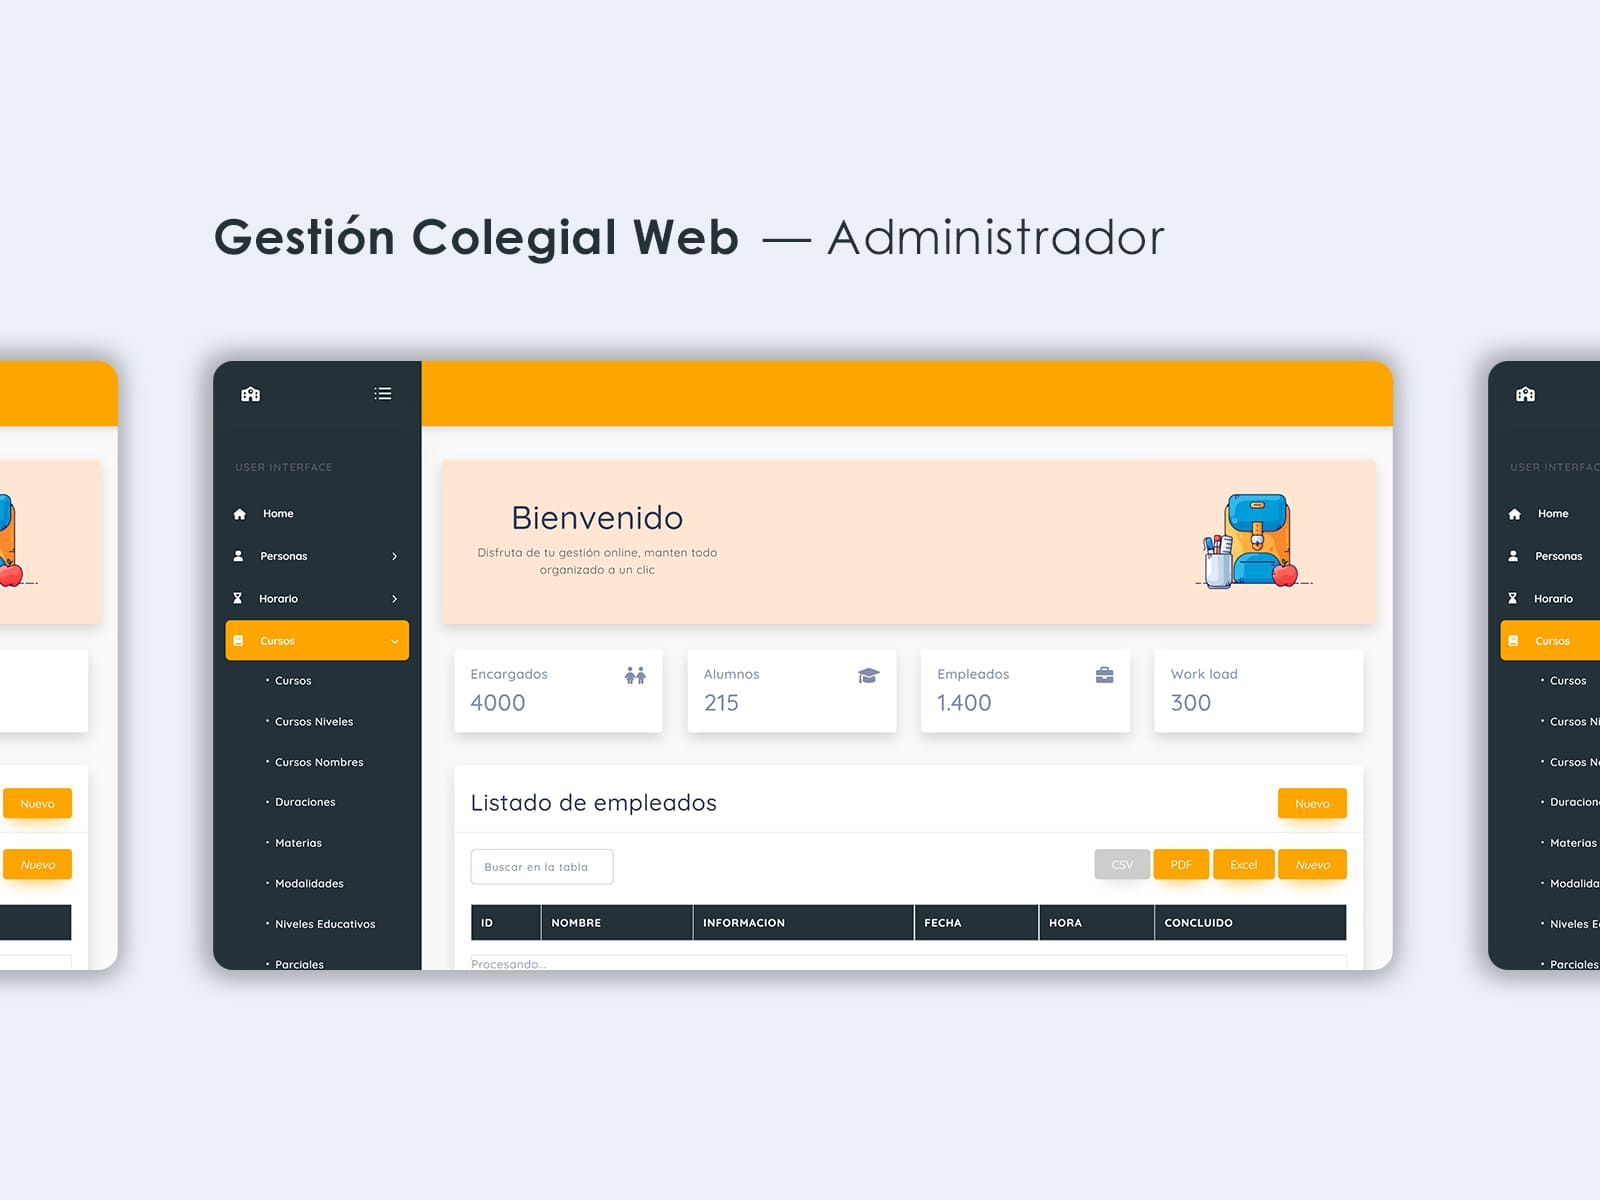 Gestión Colegial Web — Administrador
USER INTERFACE
Home
Personas
Horario
Cursos
Cursos
Cursos Niveles
Cursos Nombres
Duraciones
Materias
Modalidades
Niveles Educativos
Parciales
Bienvenido
Disfruta de tu gestión online, manten todo
organizado a un clic
Encargados
4000
Alumnos
215
Empleados
1.400
Work load
300
Listado de empleados
Nuevo
Buscar en la tabla
CSV PDF Excel Nuevo
ID NOMBRE INFORMACION FECHA HORA CONCLUIDO
Procesando...
Nuevo
Nuevo
USER INTERFAC
Home
Personas
Horario
Cursos
Cursos
Cursos Ni
Cursos No
Duracion
Materias
Modalida
Niveles E
Parciales